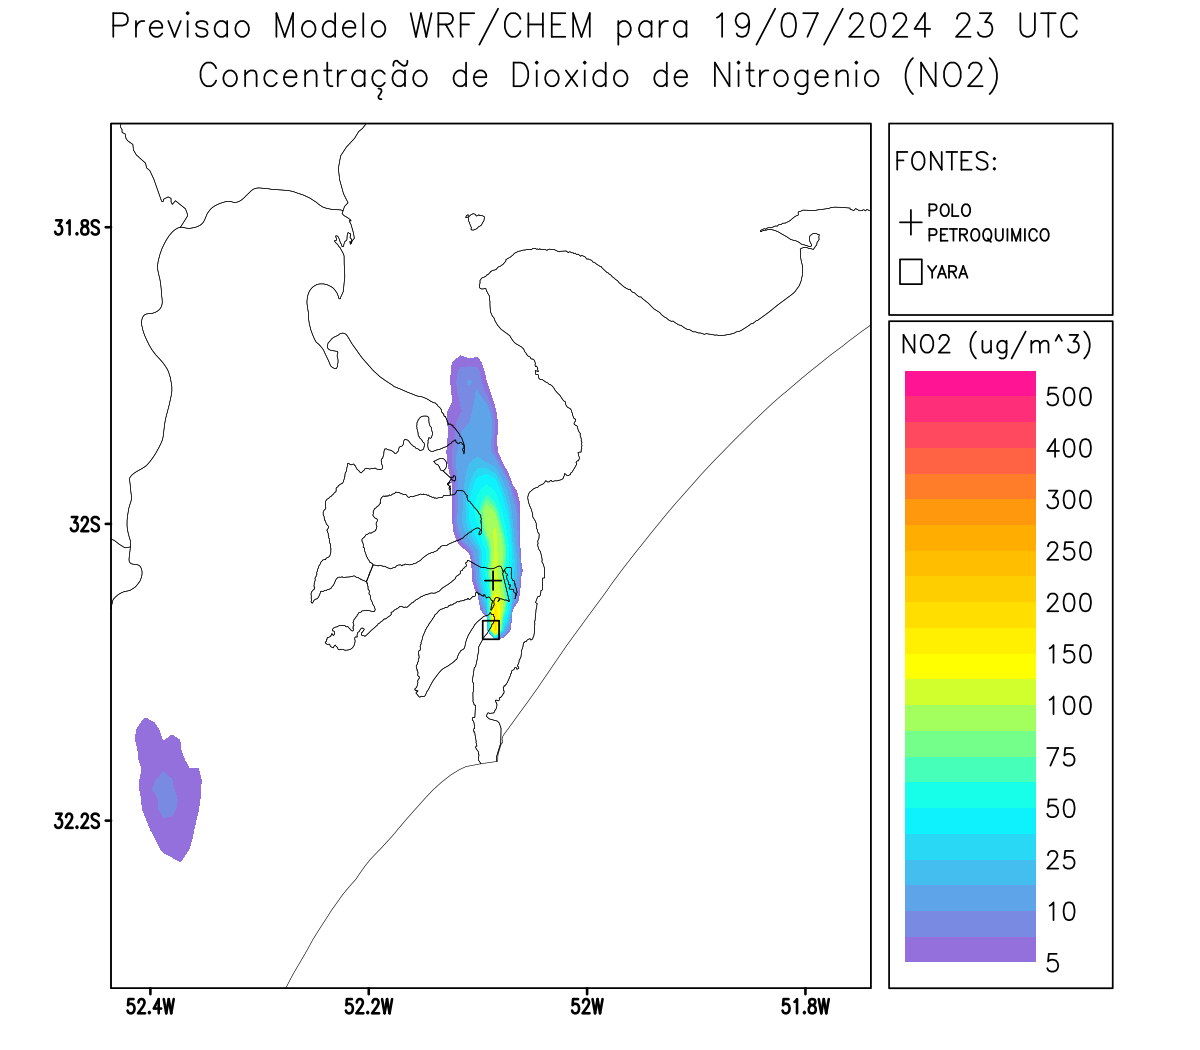 Previsao Modelo WRF/CHEM para 19/07/2024 23 UTC
Concentração de Dioxido de Nitrogenio (NO2)
FONTES:
POLO
PETROQUIMICO
YARA
NO2 (ug/m^3)
500
400
300
250
200
150
100
75
50
25
10
5
31.8S
32S
32.2S
52.4W
52.2W
52W
51.8W